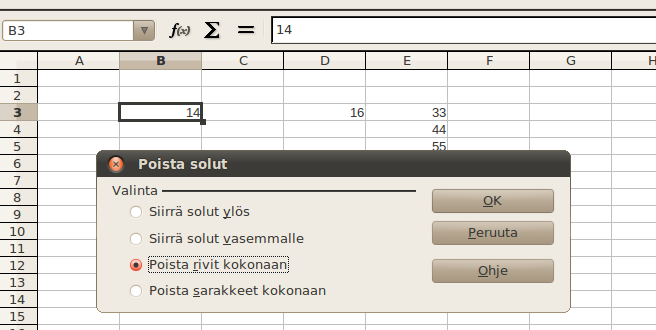 B3 f(x) Σ = 14
A B C D E F G H
1
2
3 14 16 33
4 44
5 55
6
7
8
9
10
11
12
13
14
15
Poista solut
Valinta
Siirrä solut ylös
Siirrä solut vasemmalle
Poista rivit kokonaan
Poista sarakkeet kokonaan
OK
Peruuta
Ohje